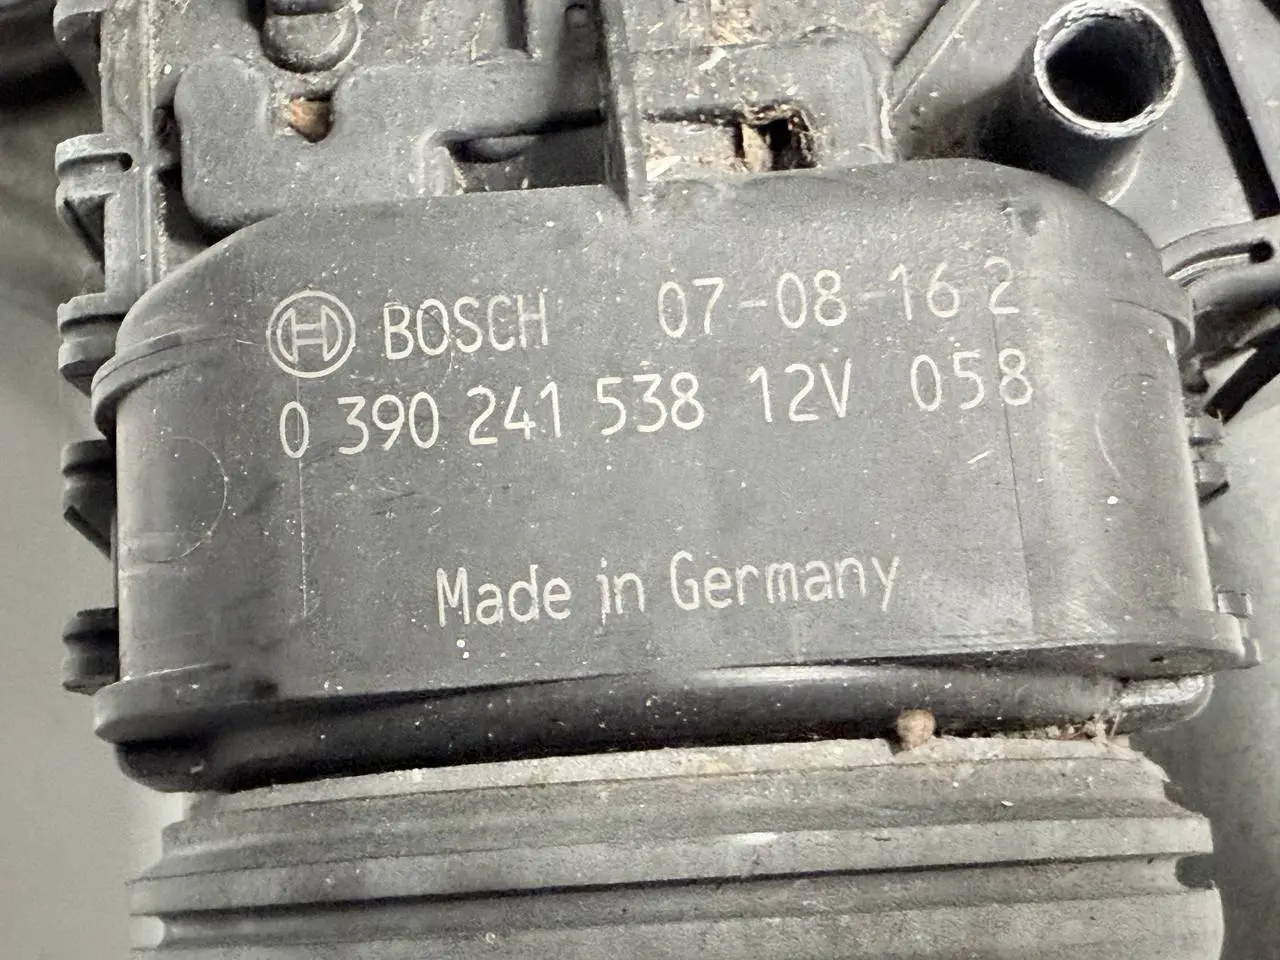 BOSCH 07-08-16 2
0 390 241 538 12V 058
Made in Germany